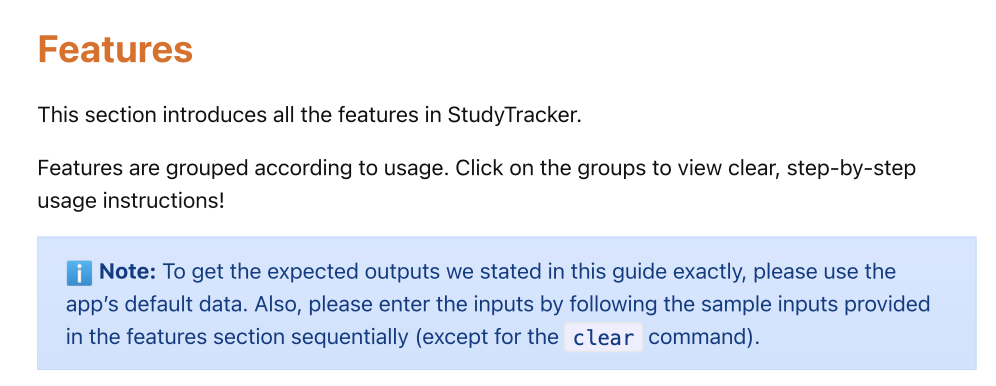 Features
This section introduces all the features in StudyTracker.
Features are grouped according to usage. Click on the groups to view clear, step-by-step
usage instructions!
ℹ️ Note: To get the expected outputs we stated in this guide exactly, please use the
app’s default data. Also, please enter the inputs by following the sample inputs provided
in the features section sequentially (except for the clear command).